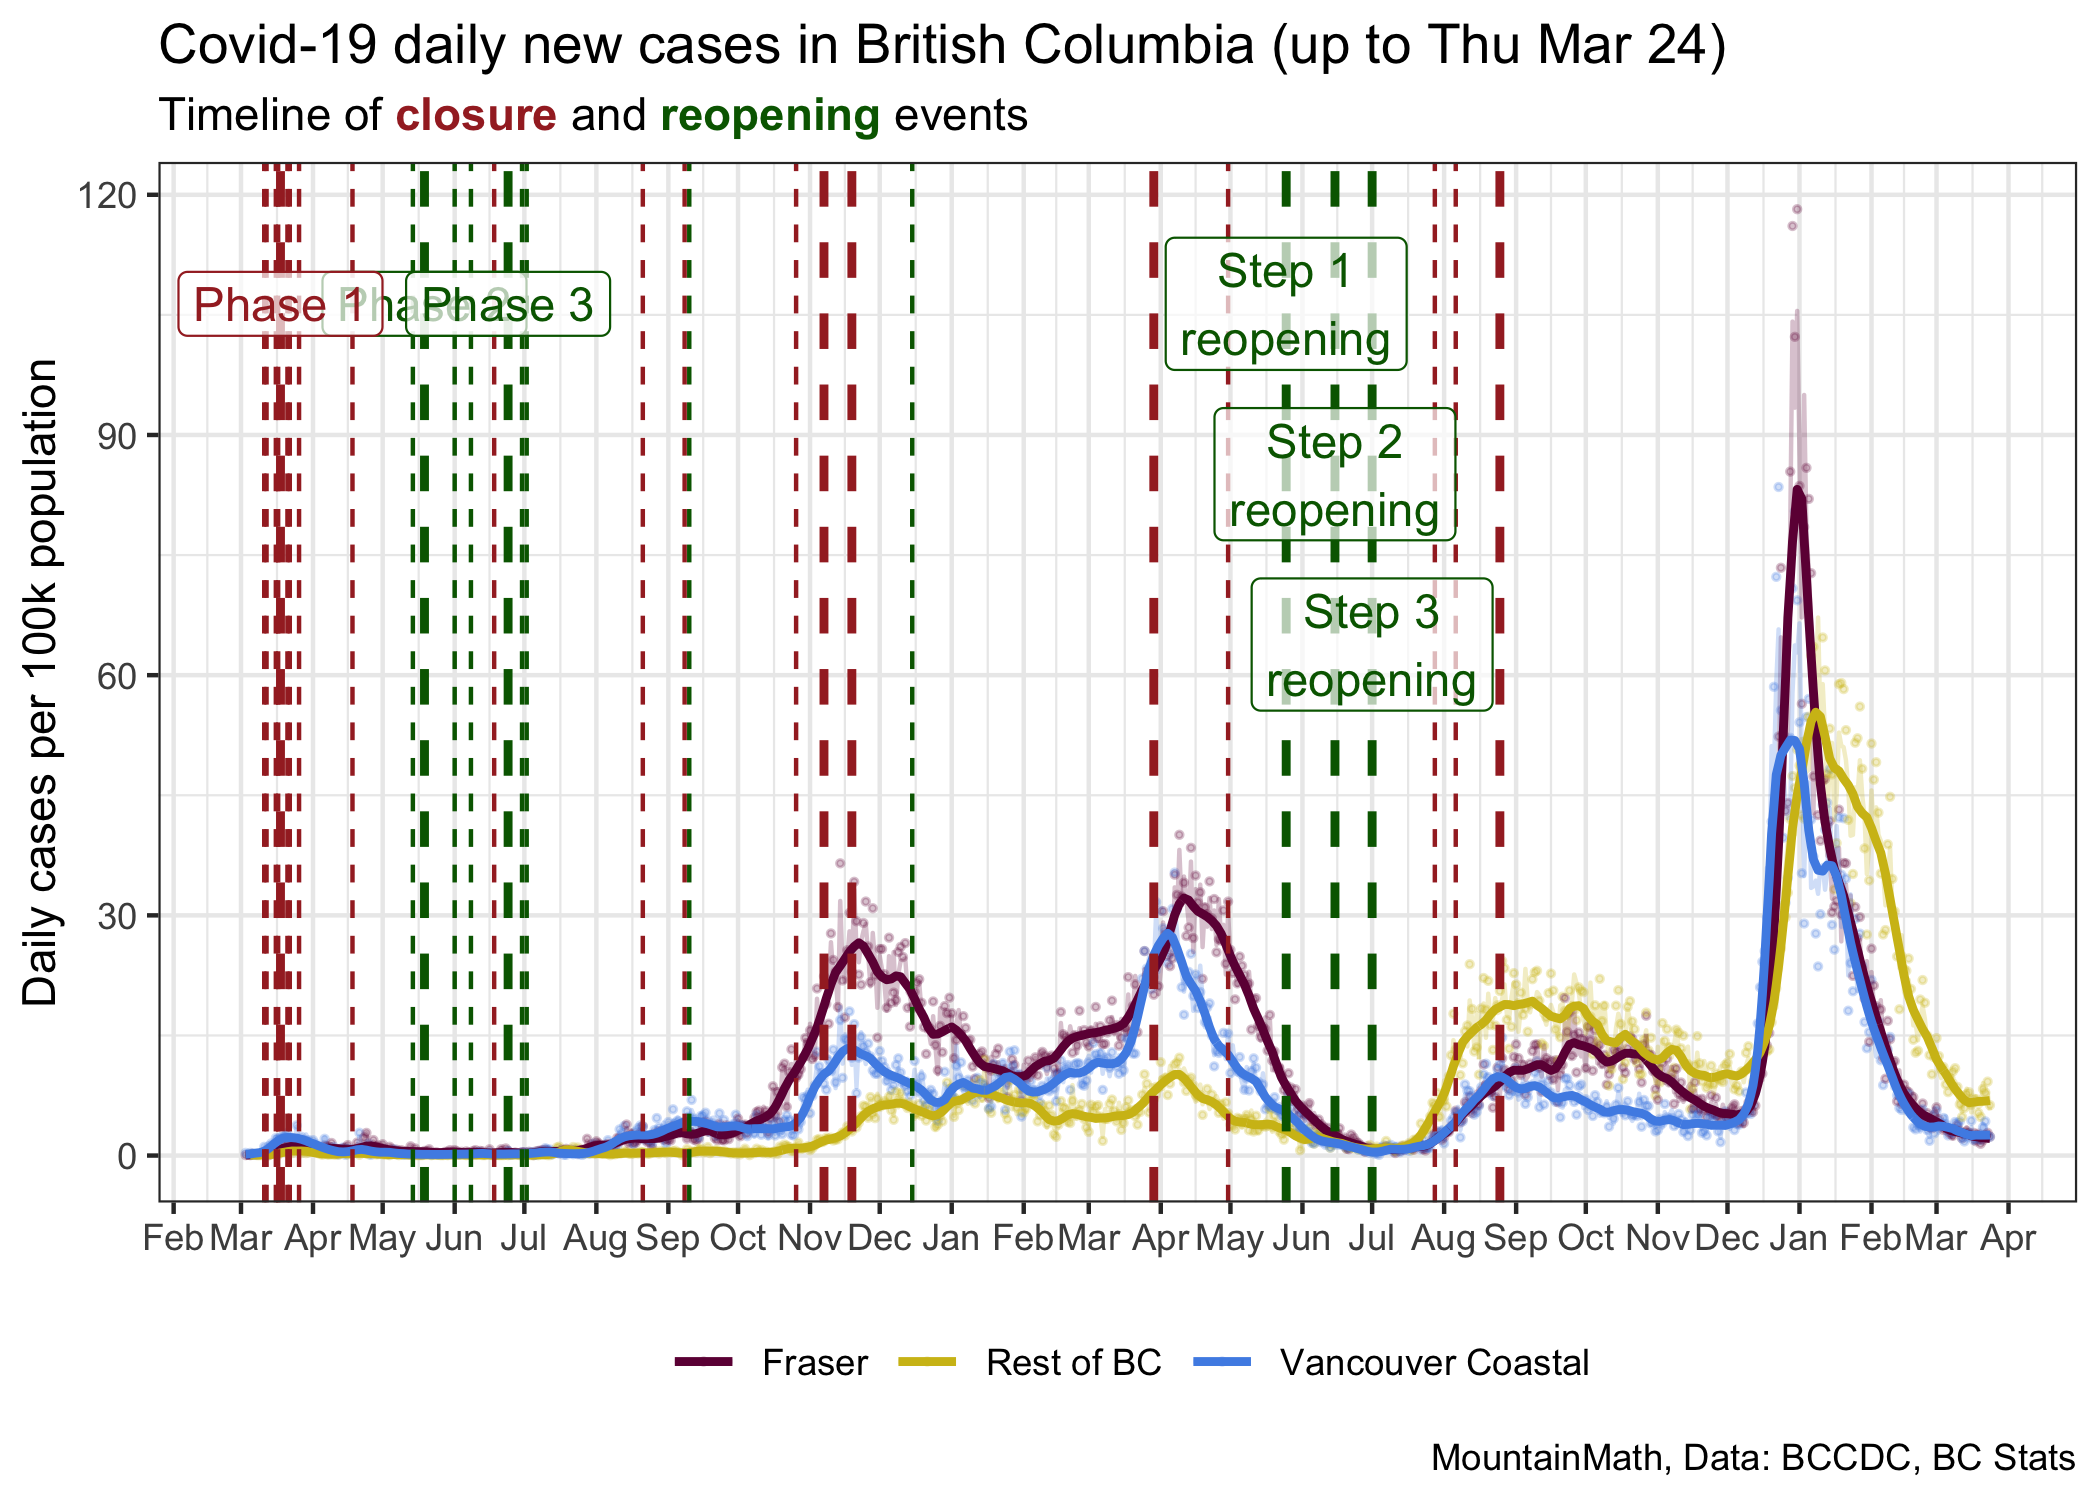 Covid-19 daily new cases in British Columbia (up to Thu Mar 24)
Timeline of closure and reopening events
Daily cases per 100k population
120
90
60
30
0
Phase 1
Phase 2
Phase 3
Step 1
reopening
Step 2
reopening
Step 3
reopening
Feb Mar Apr May Jun Jul Aug Sep Oct Nov Dec Jan Feb Mar Apr May Jun Jul Aug Sep Oct Nov Dec Jan Feb Mar Apr
Fraser Rest of BC Vancouver Coastal
MountainMath, Data: BCCDC, BC Stats